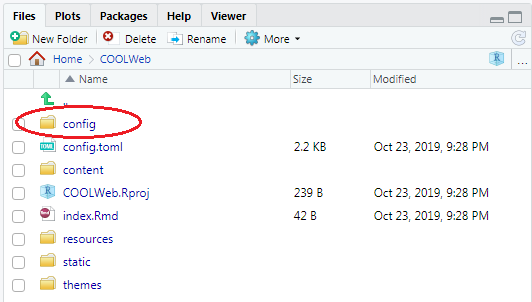 Files Plots Packages Help Viewer
New Folder Delete Rename More
Home COOLWeb R ...
Name Size Modified
..
config
TOML config.toml 2.2 KB Oct 23, 2019, 9:28 PM
content
R COOLWeb.Rproj 239 B Oct 23, 2019, 9:28 PM
index.Rmd 42 B Oct 23, 2019, 9:28 PM
resources
static
themes